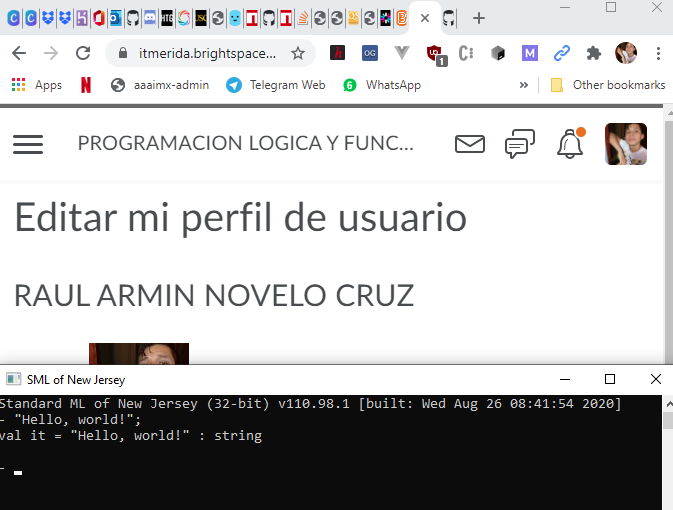 itmerida.brightspace...
1
Apps
aaaimx-admin
Telegram Web
6 WhatsApp
»
Other bookmarks
PROGRAMACION LOGICA Y FUNC...
Editar mi perfil de usuario
RAUL ARMIN NOVELO CRUZ
SML of New Jersey
Standard ML of New Jersey (32-bit) v110.98.1 [built: Wed Aug 26 08:41:54 2020]
- "Hello, world!";
val it = "Hello, world!" : string
-